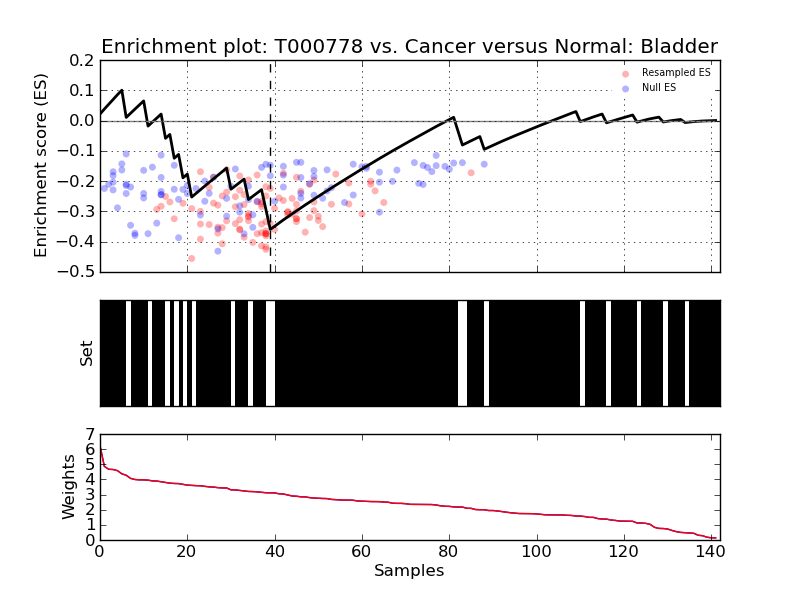 Enrichment plot: T000778 vs. Cancer versus Normal: Bladder
Enrichment score (ES)
0.2
0.1
0.0
−0.1
−0.2
−0.3
−0.4
−0.5
Resampled ES
Null ES
Set
Weights
7
6
5
4
3
2
1
0
0 20 40 60 80 100 120 140
Samples